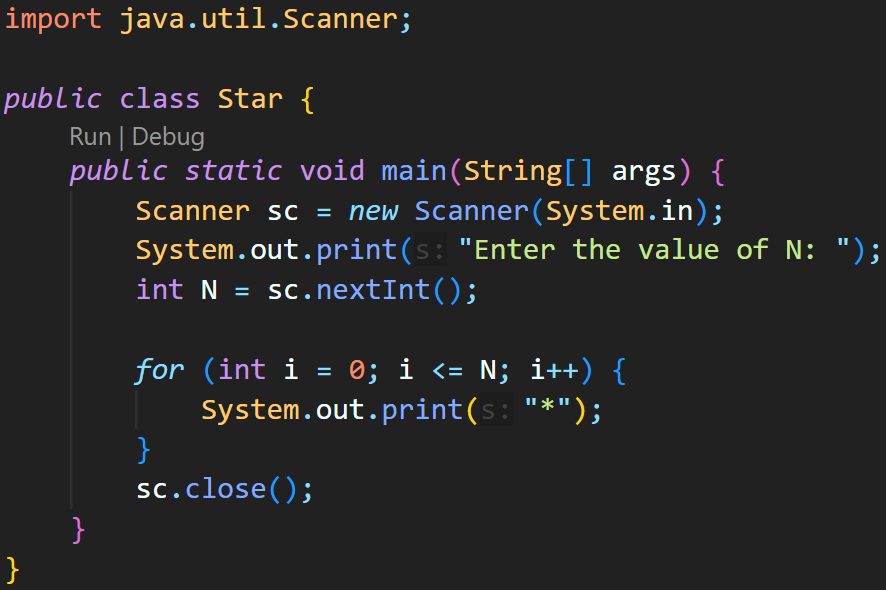 import java.util.Scanner;
public class Star {
Run | Debug
public static void main(String[] args) {
Scanner sc = new Scanner(System.in);
System.out.print(s: "Enter the value of N: ");
int N = sc.nextInt();
for (int i = 0; i <= N; i++) {
System.out.print(s: "*");
}
sc.close();
}
}